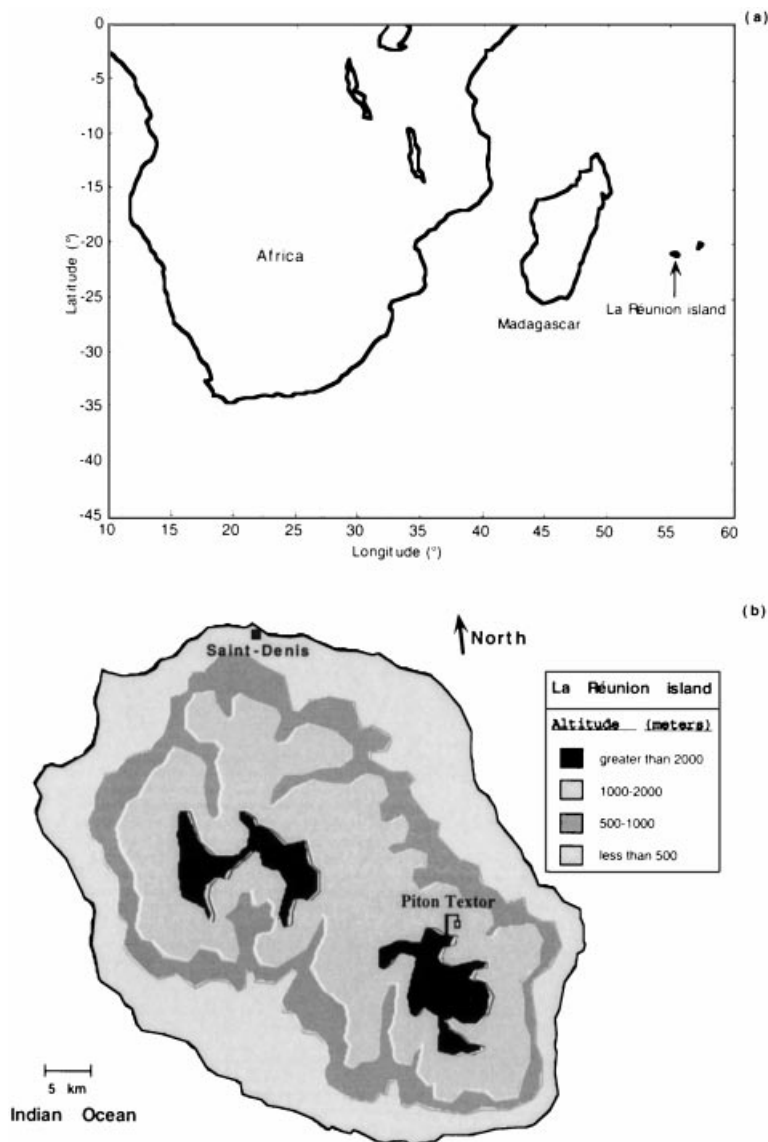 (a)
0
-5
-10
-15
-20
-25
-30
-35
-40
-45
Latitude (°)
Africa
Madagascar
La Réunion island
10 15 20 25 30 35 40 45 50 55 60
Longitude (°)
(b)
Saint-Denis
North
La Réunion island
Altitude (meters)
greater than 2000
1000-2000
500-1000
less than 500
Piton Textor
5 km
Indian Ocean